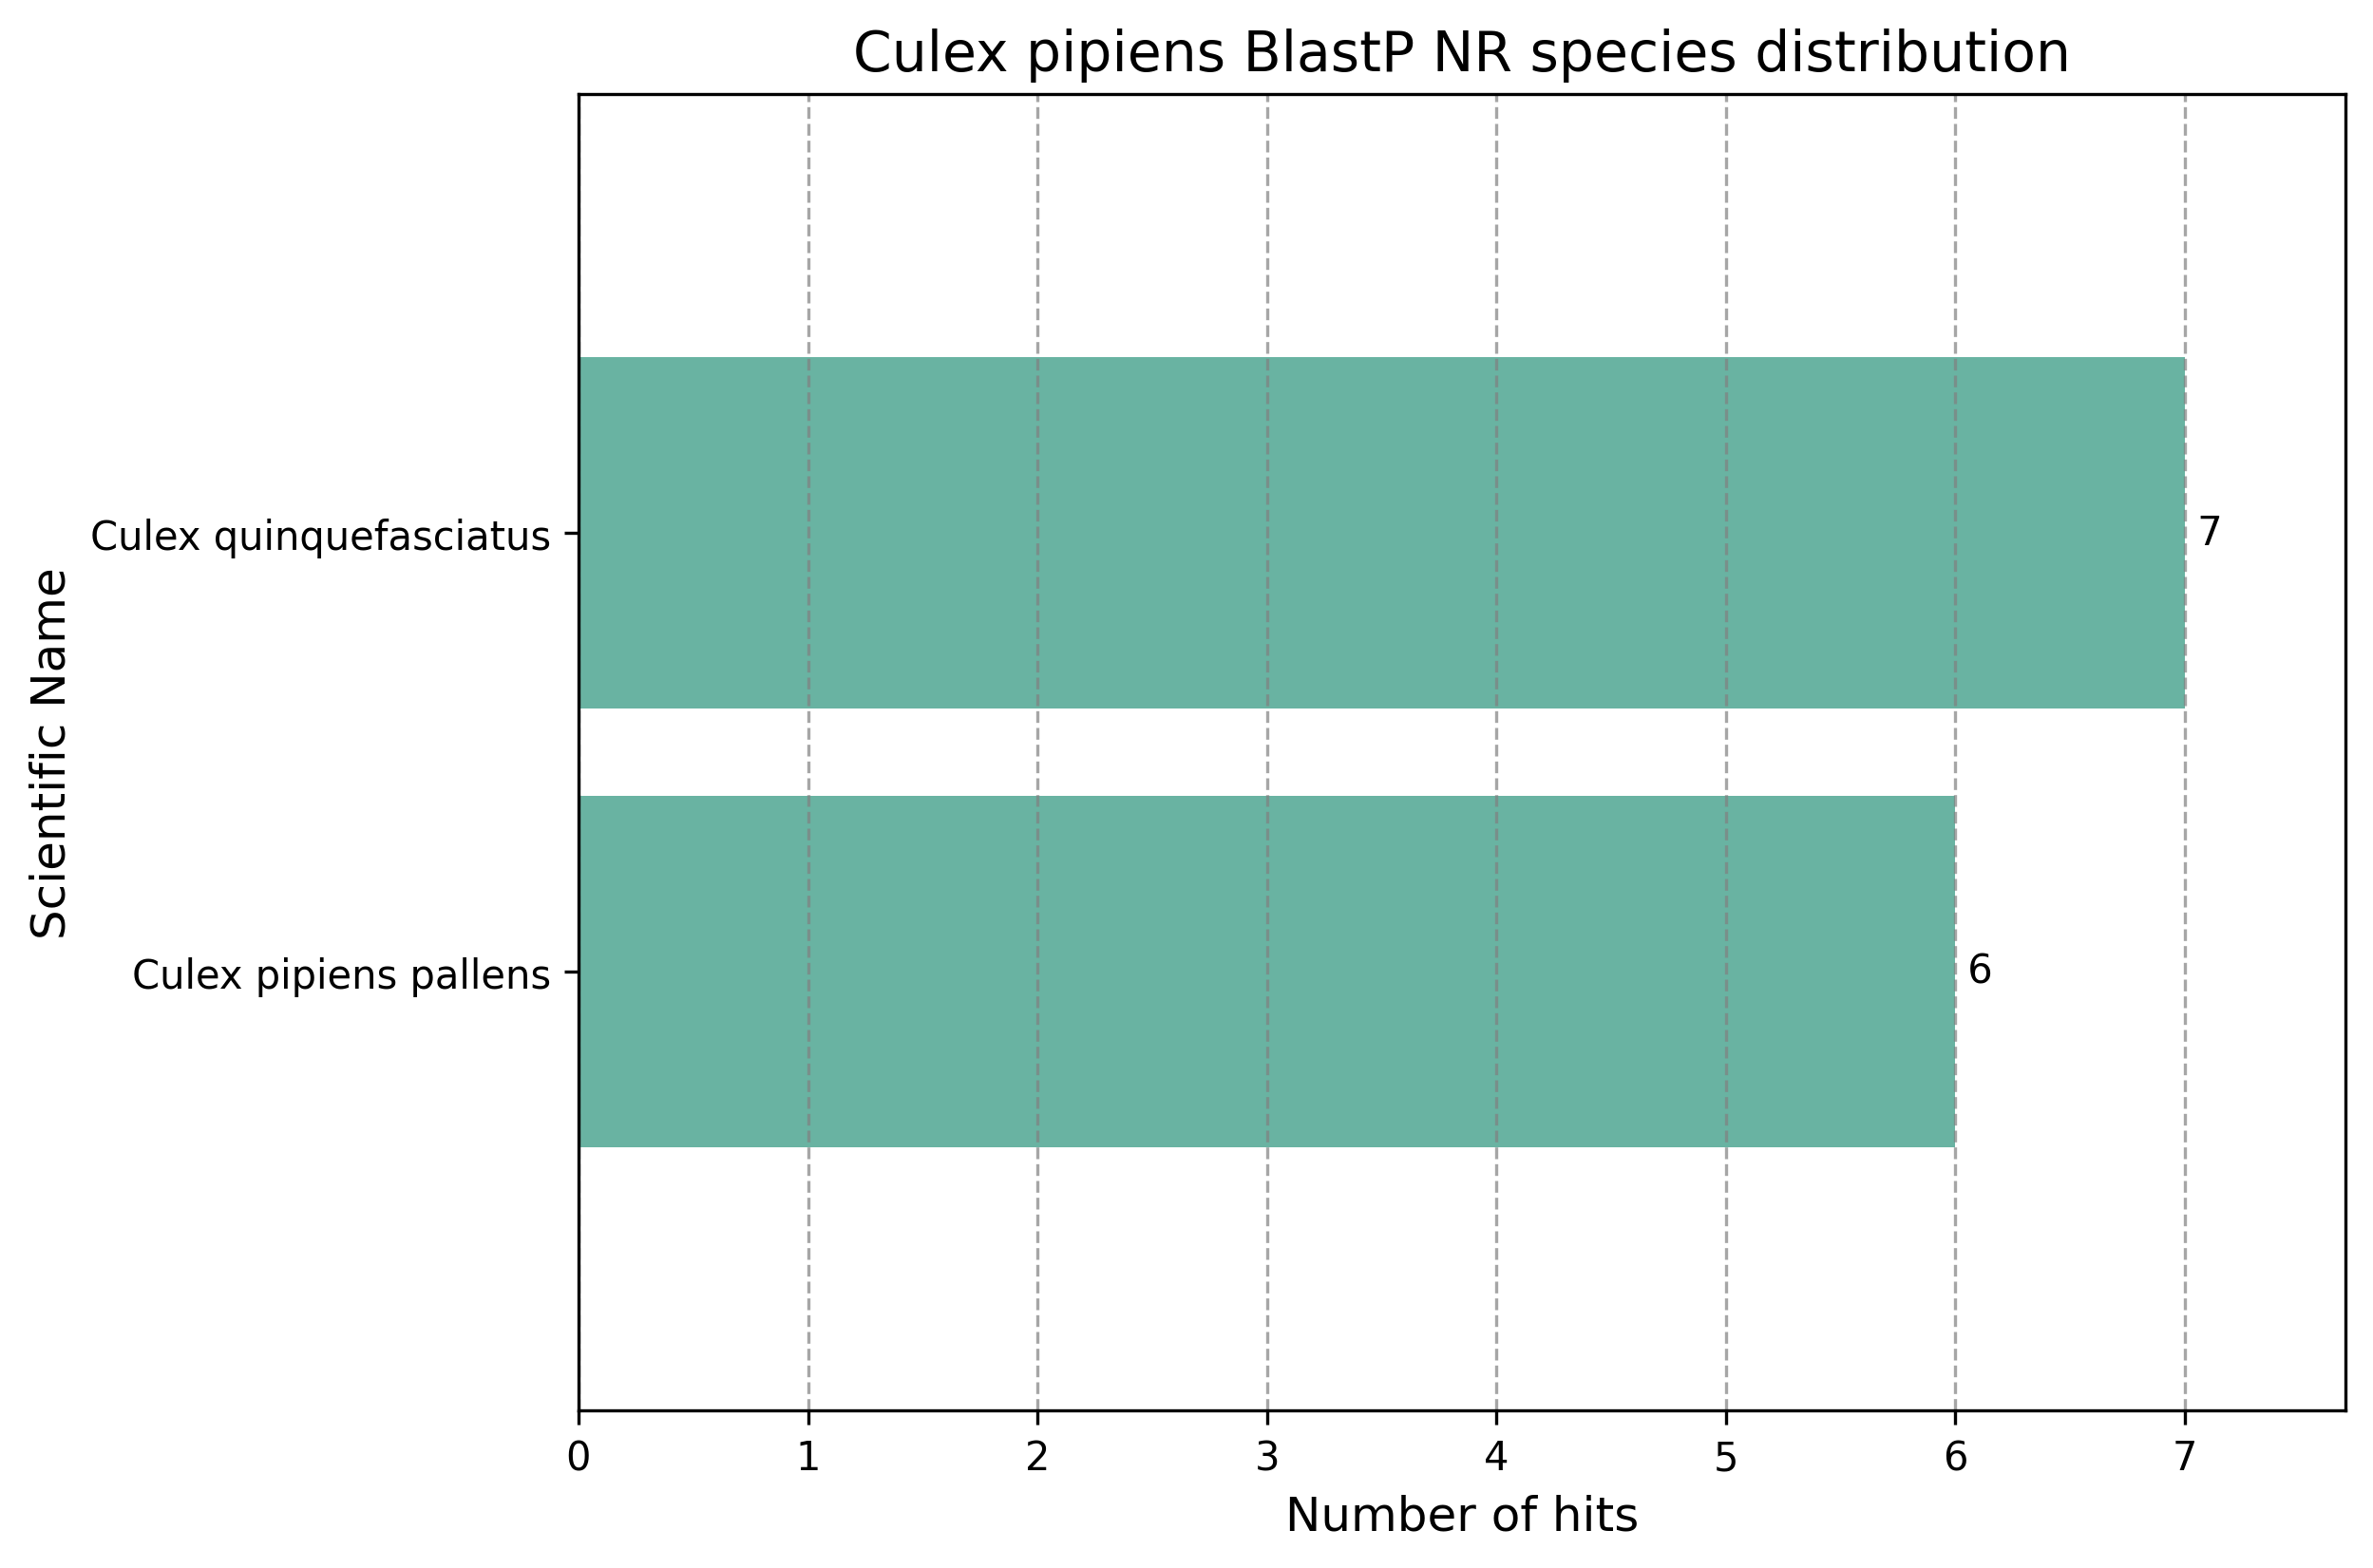 Culex pipiens BlastP NR species distribution
Scientific Name
Culex quinquefasciatus
7
Culex pipiens pallens
6
0 1 2 3 4 5 6 7
Number of hits